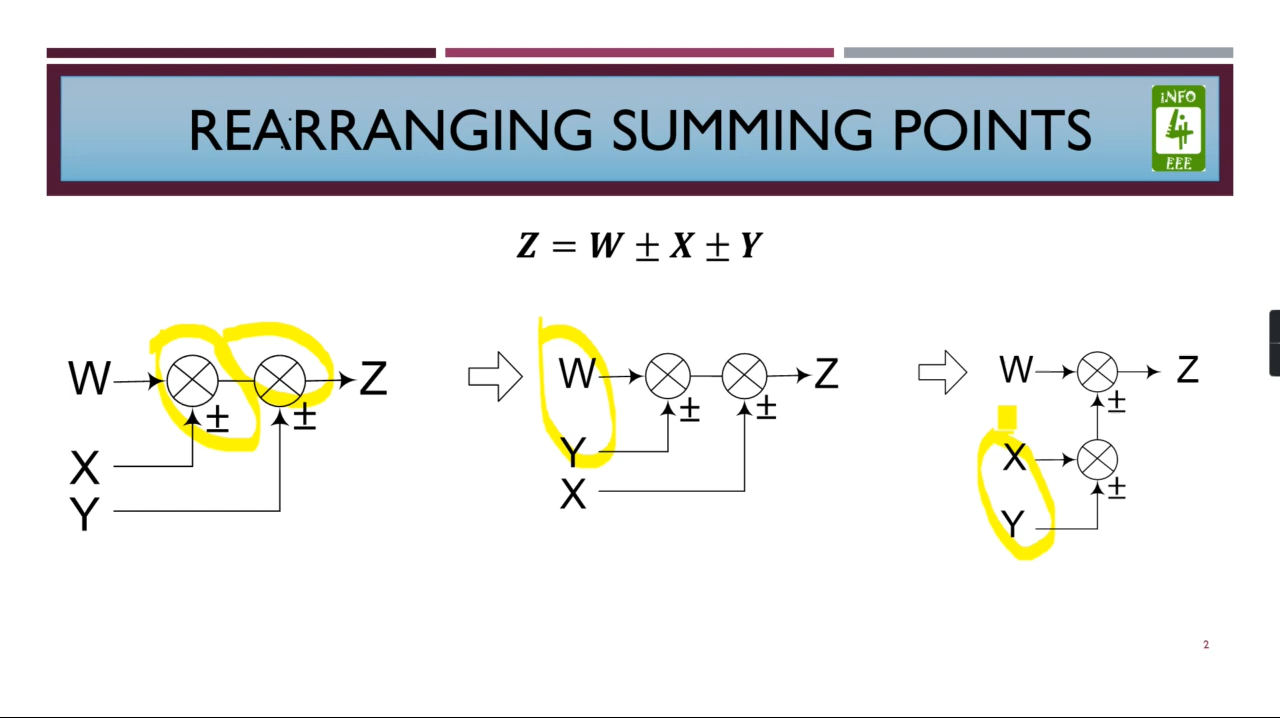 REARRANGING SUMMING POINTS
iNFO
4
EEE
Z = W ± X ± Y
W
±
±
Z
X
Y
W
±
±
Z
Y
X
W
±
Z
X
±
Y
2